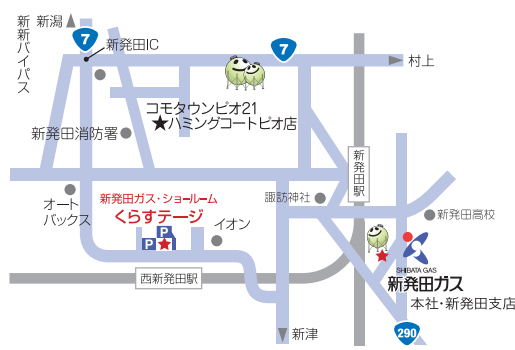 新潟
新新バイパス
7
新発田IC
7
村上
コモタウンピオ21
★ハミングコートピオ店
新発田消防署
新発田駅
オート
バックス
新発田ガス・ショールーム
くらすテージ
諏訪神社
新発田高校
イオン
P
P
西新発田駅
SHIBATA GAS
新発田ガス
本社・新発田支店
新津
290